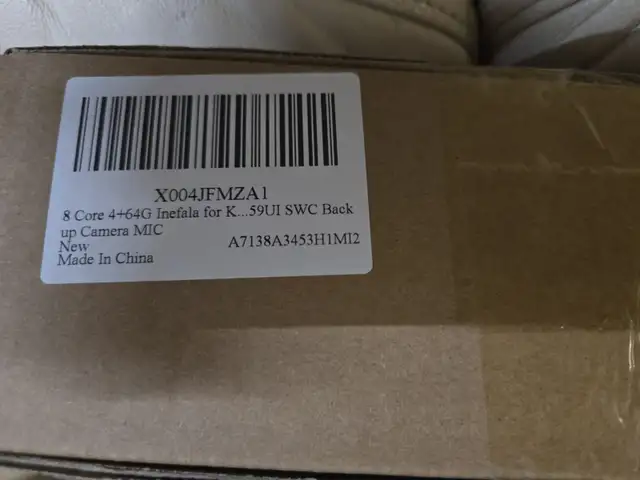 X004JFMZA1
8 Core 4+64G Inefala for K...59UI SWC Back
up Camera MIC
New
A7138A3453H1MI2
Made In China